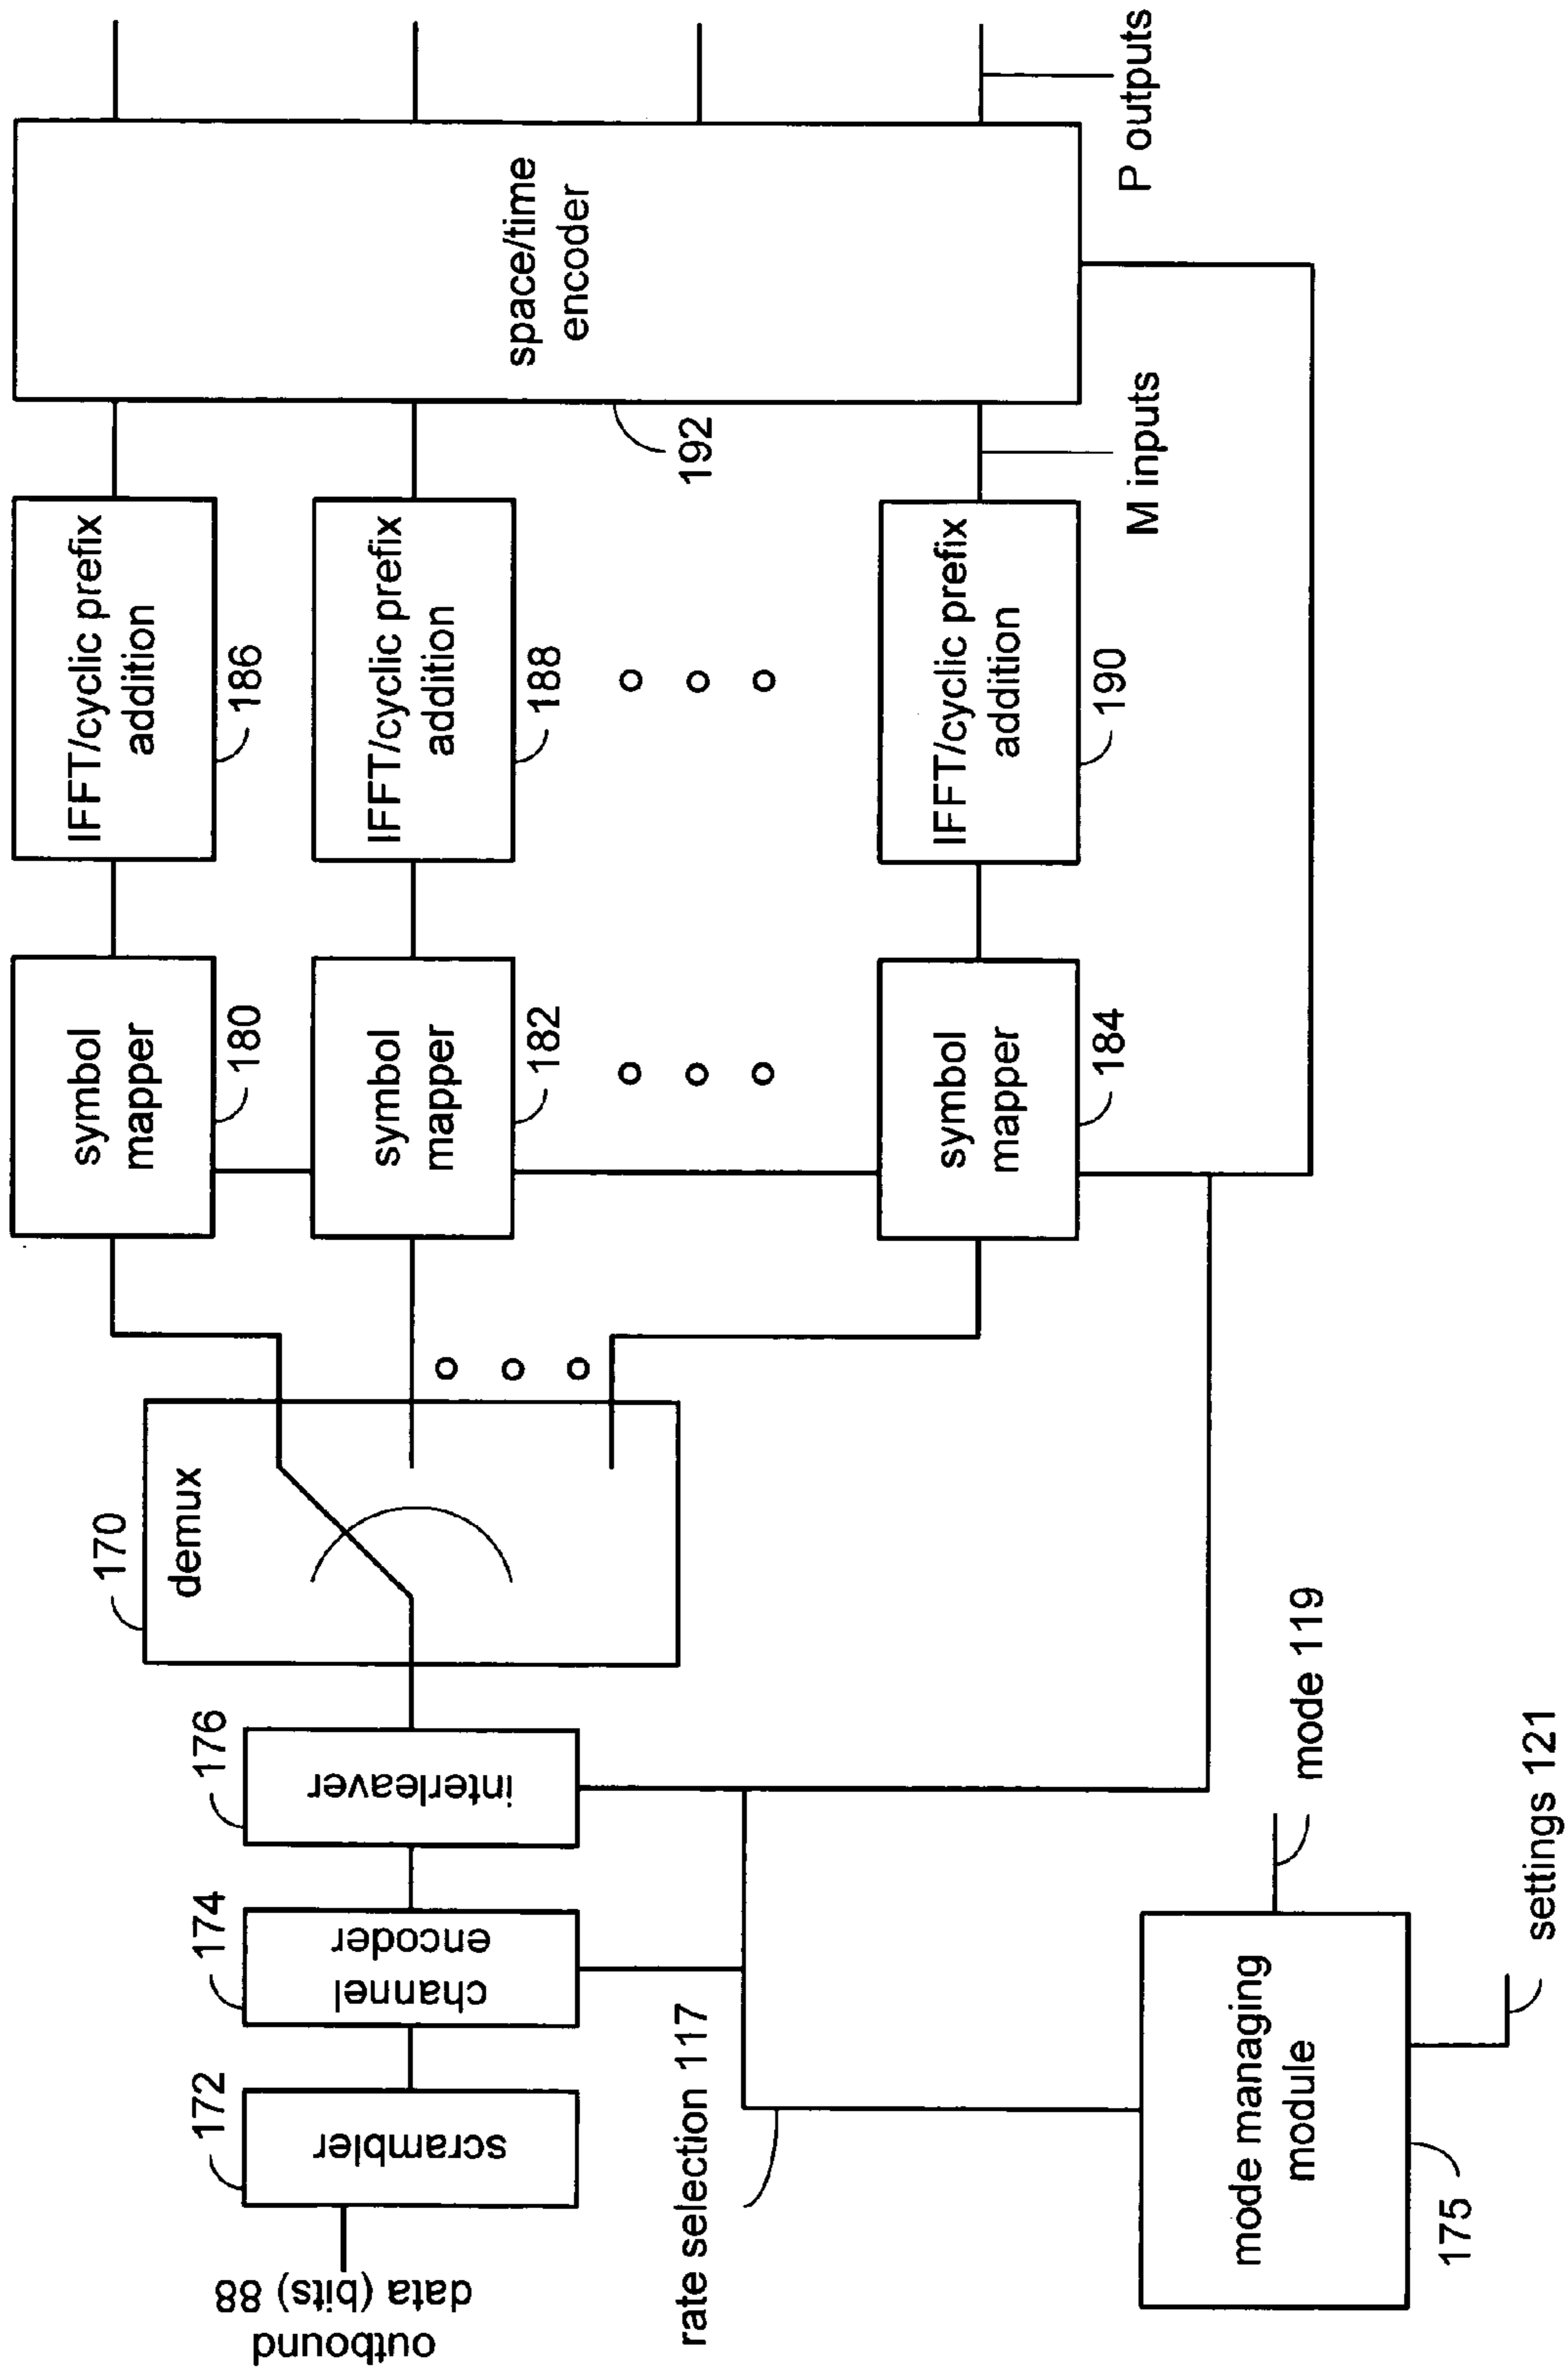 outbound
data (bits) 88
172
scrambler
174
channel
encoder
176
interleaver
170
demux
rate selection 117
mode managing
module
175
mode 119
settings 121
symbol
mapper
180
symbol
mapper
182
symbol
mapper
184
IFFT/cyclic prefix
addition
186
IFFT/cyclic prefix
addition
188
IFFT/cyclic prefix
addition
190
M inputs
192
space/time
encoder
P outputs